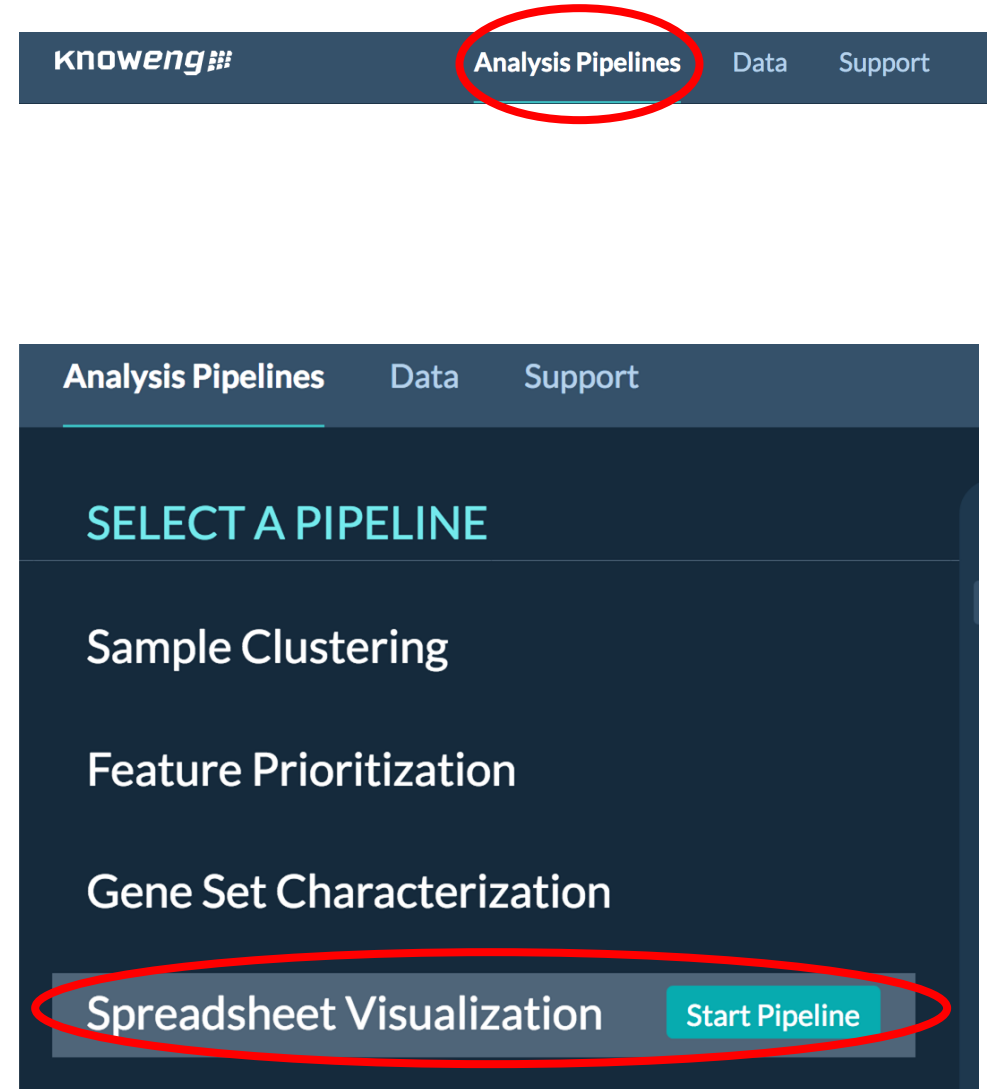 KnowEnG
Analysis Pipelines Data Support
Analysis Pipelines Data Support
SELECT A PIPELINE
Sample Clustering
Feature Prioritization
Gene Set Characterization
Spreadsheet Visualization Start Pipeline